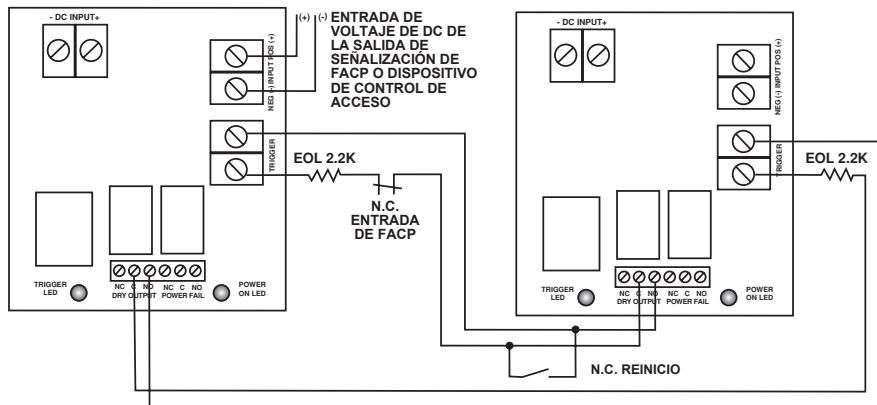 - DC INPUT+
NEG (-) INPUT POS (+)
TRIGGER
(+) (-) ENTRADA DE
VOLTAJE DE DC DE
LA SALIDA DE
SEÑALIZACIÓN DE
FACP O DISPOSITIVO
DE CONTROL DE
ACCESO
EOL 2.2K
N.C.
ENTRADA
DE FACP
TRIGGER
LED
NC C NO NC C NO
DRY OUTPUT POWER FAIL
POWER
ON LED
- DC INPUT+
NEG (-) INPUT POS (+)
TRIGGER
EOL 2.2K
TRIGGER
LED
NC C NO NC C NO
DRY OUTPUT POWER FAIL
POWER
ON LED
N.C. REINICIO